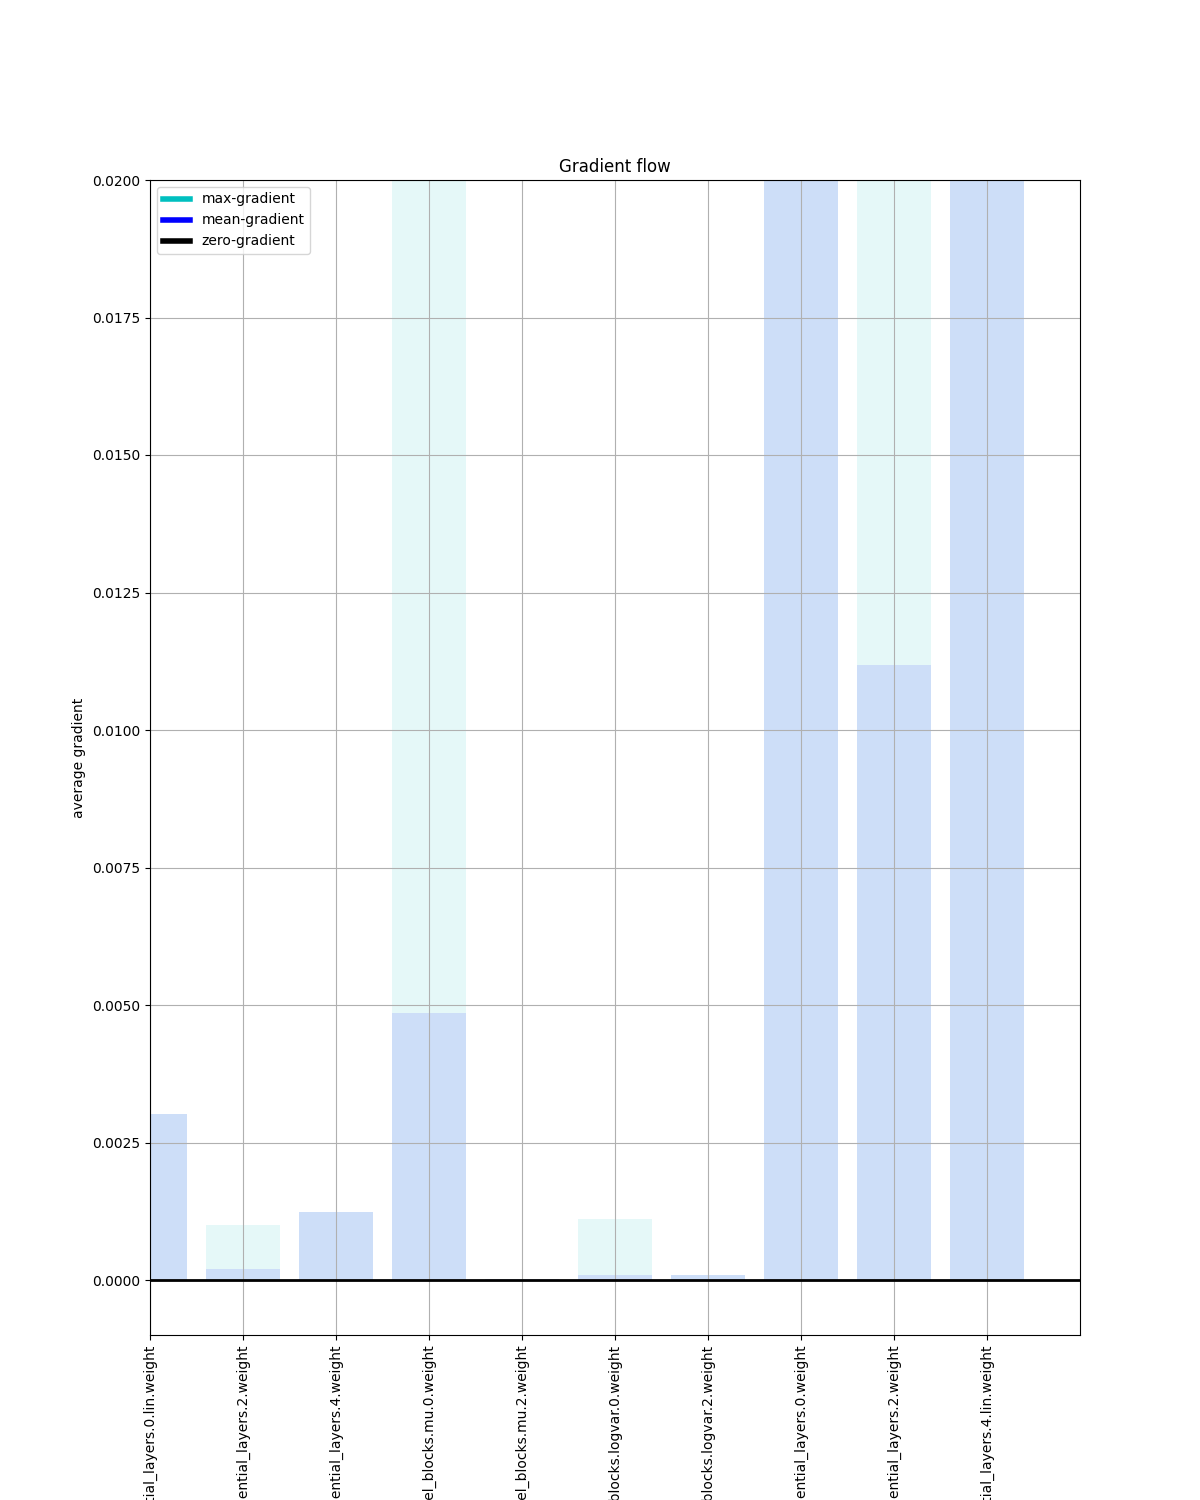 Gradient flow
max-gradient
mean-gradient
zero-gradient
0.0200
0.0175
0.0150
0.0125
0.0100
0.0075
0.0050
0.0025
0.0000
average gradient
tial_layers.0.lin.weight
ential_layers.2.weight
ential_layers.4.weight
el_blocks.mu.0.weight
el_blocks.mu.2.weight
blocks.logvar.0.weight
blocks.logvar.2.weight
ential_layers.0.weight
ential_layers.2.weight
tial_layers.4.lin.weight